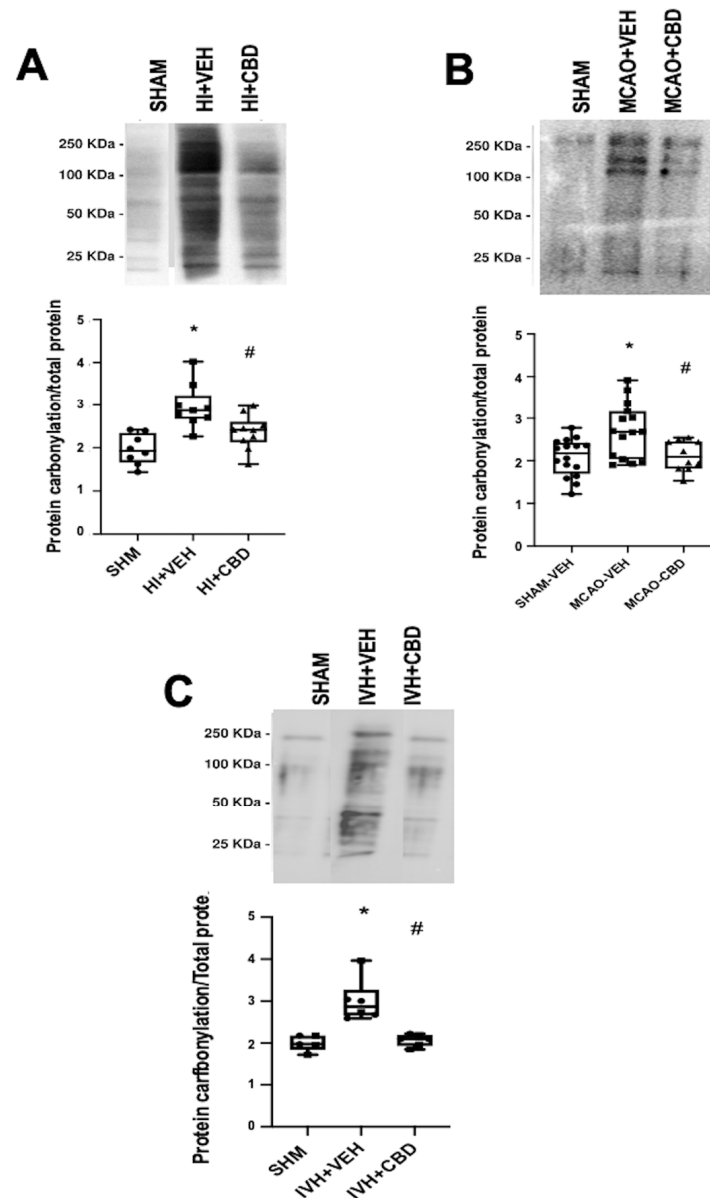 A
SHAM
HI+VEH
HI+CBD
250 KDa -
100 KDa -
50 KDa -
25 KDa -
Protein carbonylation/total protein
5
4
3
2
1
0
*
#
SHM
HI+VEH
HI+CBD
B
SHAM
MCAO+VEH
MCAO+CBD
250 KDa -
100 KDa -
50 KDa -
25 KDa -
Protein carbonylation/total protein
5
4
3
2
1
0
*
#
SHAM-VEH
MCAO-VEH
MCAO-CBD
C
SHAM
IVH+VEH
IVH+CBD
250 KDa -
100 KDa -
50 KDa -
25 KDa -
Protein carfbonylation/Total prote
5
4
3
2
1
0
*
#
SHM
IVH+VEH
IVH+CBD